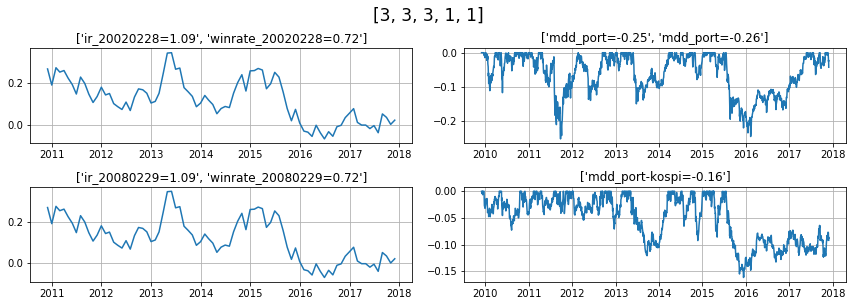 [3, 3, 3, 1, 1]
['ir_20020228=1.09', 'winrate_20020228=0.72']
0.2
0.0
2011 2012 2013 2014 2015 2016 2017 2018
['mdd_port=-0.25', 'mdd_port=-0.26']
0.0
−0.1
−0.2
2010 2011 2012 2013 2014 2015 2016 2017 2018
['ir_20080229=1.09', 'winrate_20080229=0.72']
0.2
0.0
2011 2012 2013 2014 2015 2016 2017 2018
['mdd_port-kospi=-0.16']
0.00
−0.05
−0.10
−0.15
2010 2011 2012 2013 2014 2015 2016 2017 2018